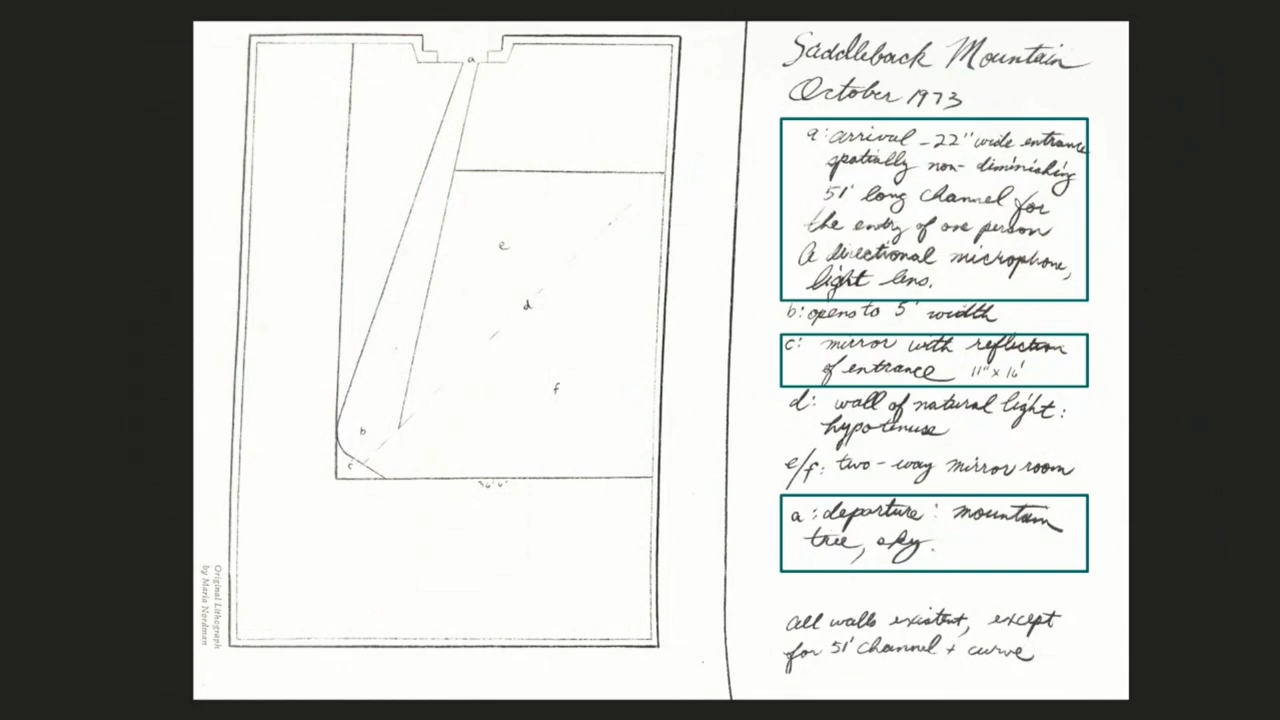 a
e
d
f
b
c
Original Lithograph
by Maria Nordman
Saddleback Mountain
October 1973
a: arrival - 22" wide entrance
spatially non-diminishing
51' long channel for
the entry of one person
A directional microphone,
light lens.
b: opens to 5' width
c: mirror with reflection
of entrance 11" x 16'
d: wall of natural light:
hypotenuse
e/f: two-way mirror room
a: departure: mountain
tree, sky.
all walls existent, except
for 51' channel + curve